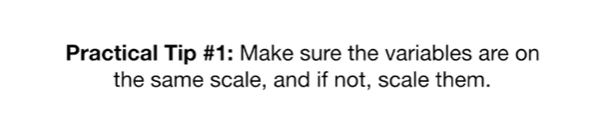 Practical Tip #1: Make sure the variables are on
the same scale, and if not, scale them.